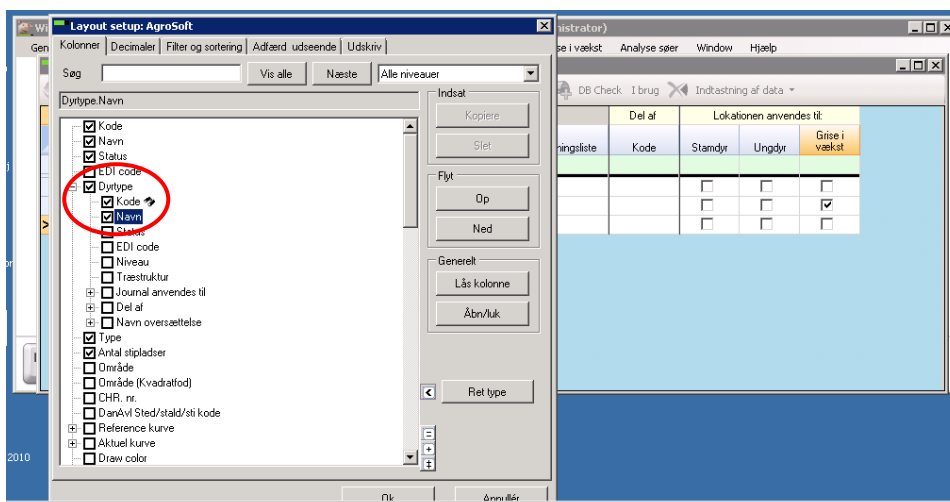 Wi
Layout setup: AgroSoft
nistrator)
Gen
se i vækst Analyse søer Window Hjælp
Kolonner Decimaler Filter og sortering Adfærd udseende Udskriv
Søg Vis alle Næste Alle niveauer
DB Check I brug Indtastning af data
Dyrtype.Navn
Indsat
Kopiere
Slet
Flyt
Op
Ned
Generelt
Lås kolonne
Åbn/luk
Ret type
Kode
Navn
Status
EDI code
Dyrtype
Kode
Navn
Status
EDI code
Niveau
Træstruktur
Journal anvendes til
Del af
Navn oversættelse
Type
Antal stipladser
Område
Område (Kvadratfod)
CHR. nr.
DanAvl Sted/stald/sti kode
Reference kurve
Aktuel kurve
Draw color
Del af Lokationen anvendes til:
ningsliste Kode Stamdyr Ungdyr Grise i
vækst
2010
Ok Annullér